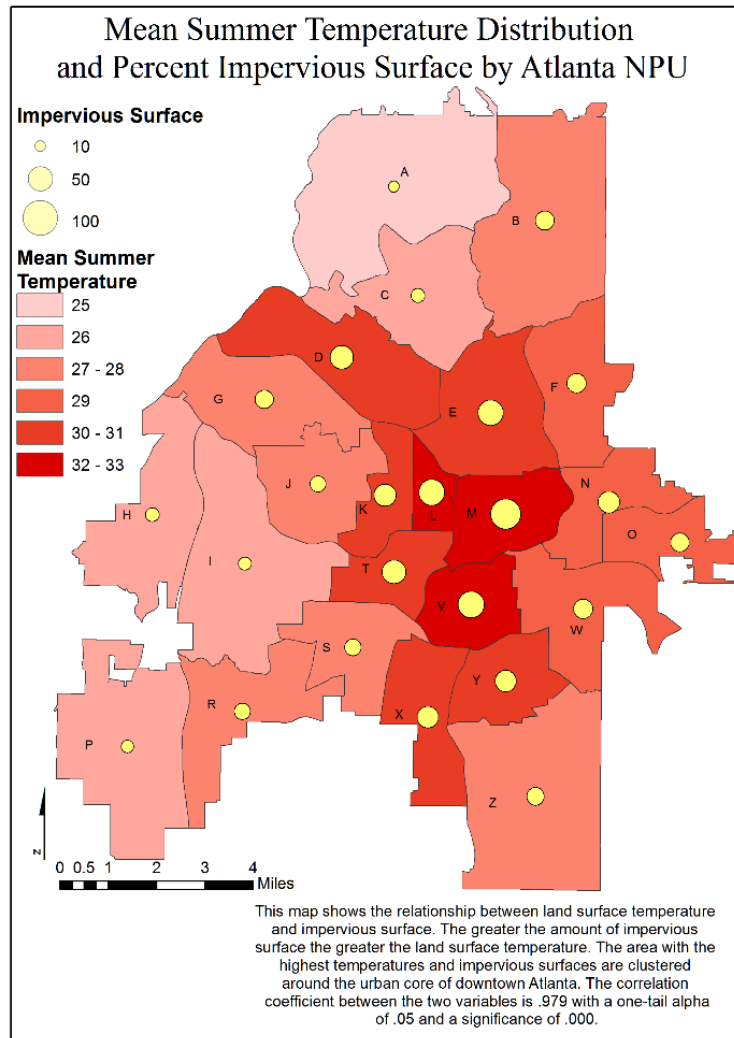 Mean Summer Temperature Distribution
and Percent Impervious Surface by Atlanta NPU
Impervious Surface
10
50
100
Mean Summer
Temperature
25
26
27 - 28
29
30 - 31
32 - 33
A
B
C
D
F
G
E
J
N
K
L
M
H
O
I
T
V
W
S
Y
R
X
P
Z
N
0 0.5 1 2 3 4
Miles
This map shows the relationship between land surface temperature
and impervious surface. The greater the amount of impervious
surface the greater the land surface temperature. The area with the
highest temperatures and impervious surfaces are clustered
around the urban core of downtown Atlanta. The correlation
coefficient between the two variables is .979 with a one-tail alpha
of .05 and a significance of .000.